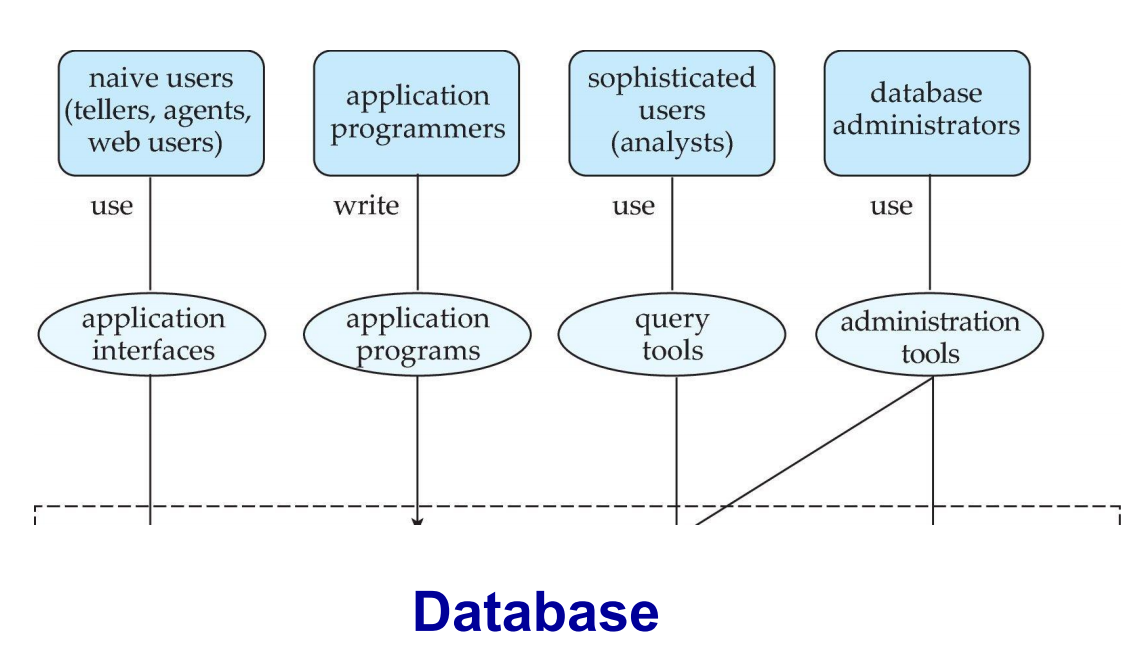 naive users
(tellers, agents,
web users)
application
programmers
sophisticated
users
(analysts)
database
administrators
use
write
use
use
application
interfaces
application
programs
query
tools
administration
tools
Database